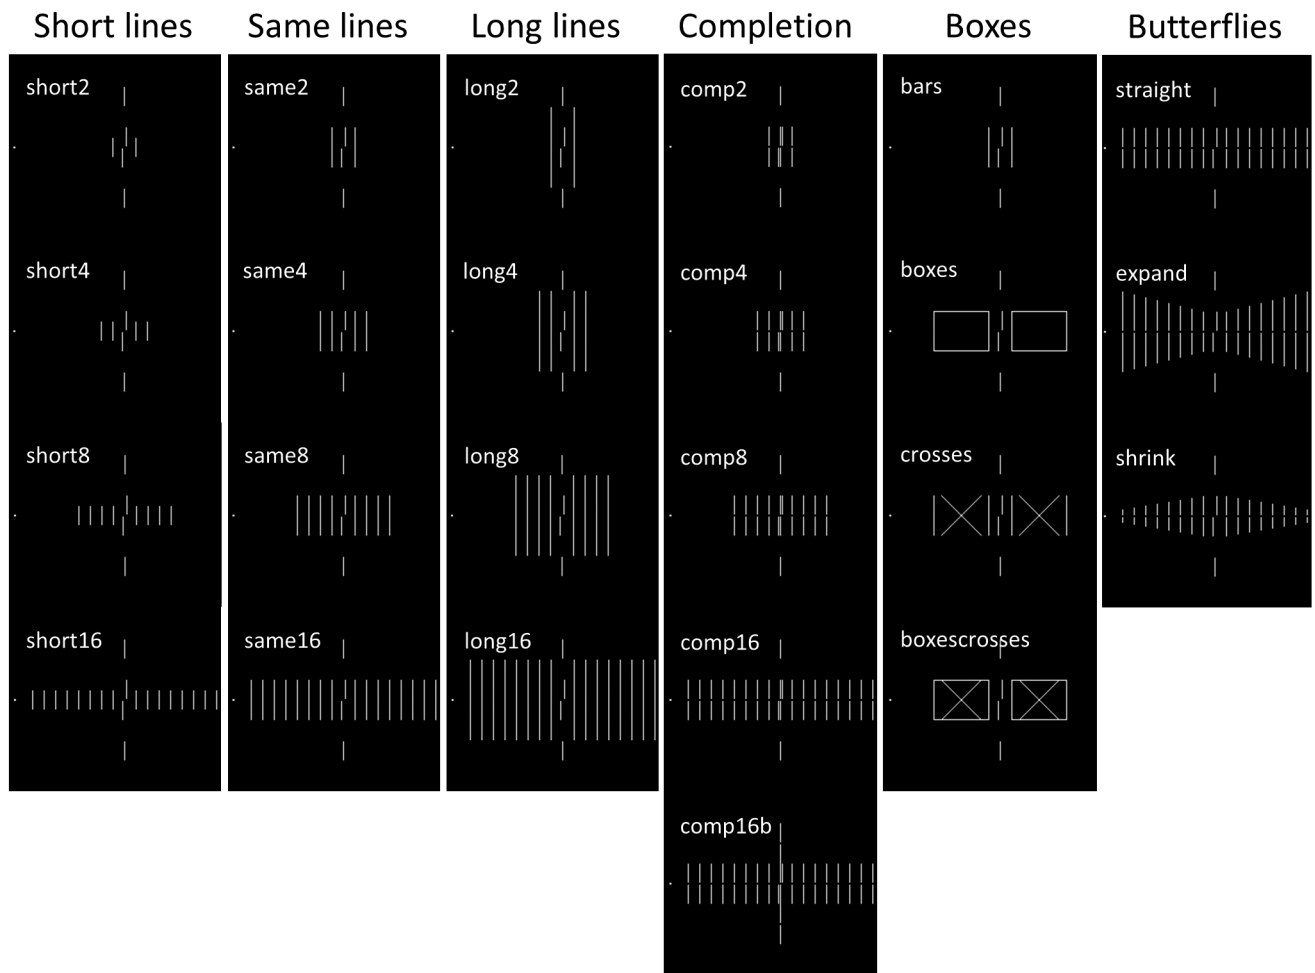 Short lines
short2
short4
short8
short16
Same lines
same2
same4
same8
same16
Long lines
long2
long4
long8
long16
Completion
comp2
comp4
comp8
comp16
comp16b
Boxes
bars
boxes
crosses
boxescrosses
Butterflies
straight
expand
shrink